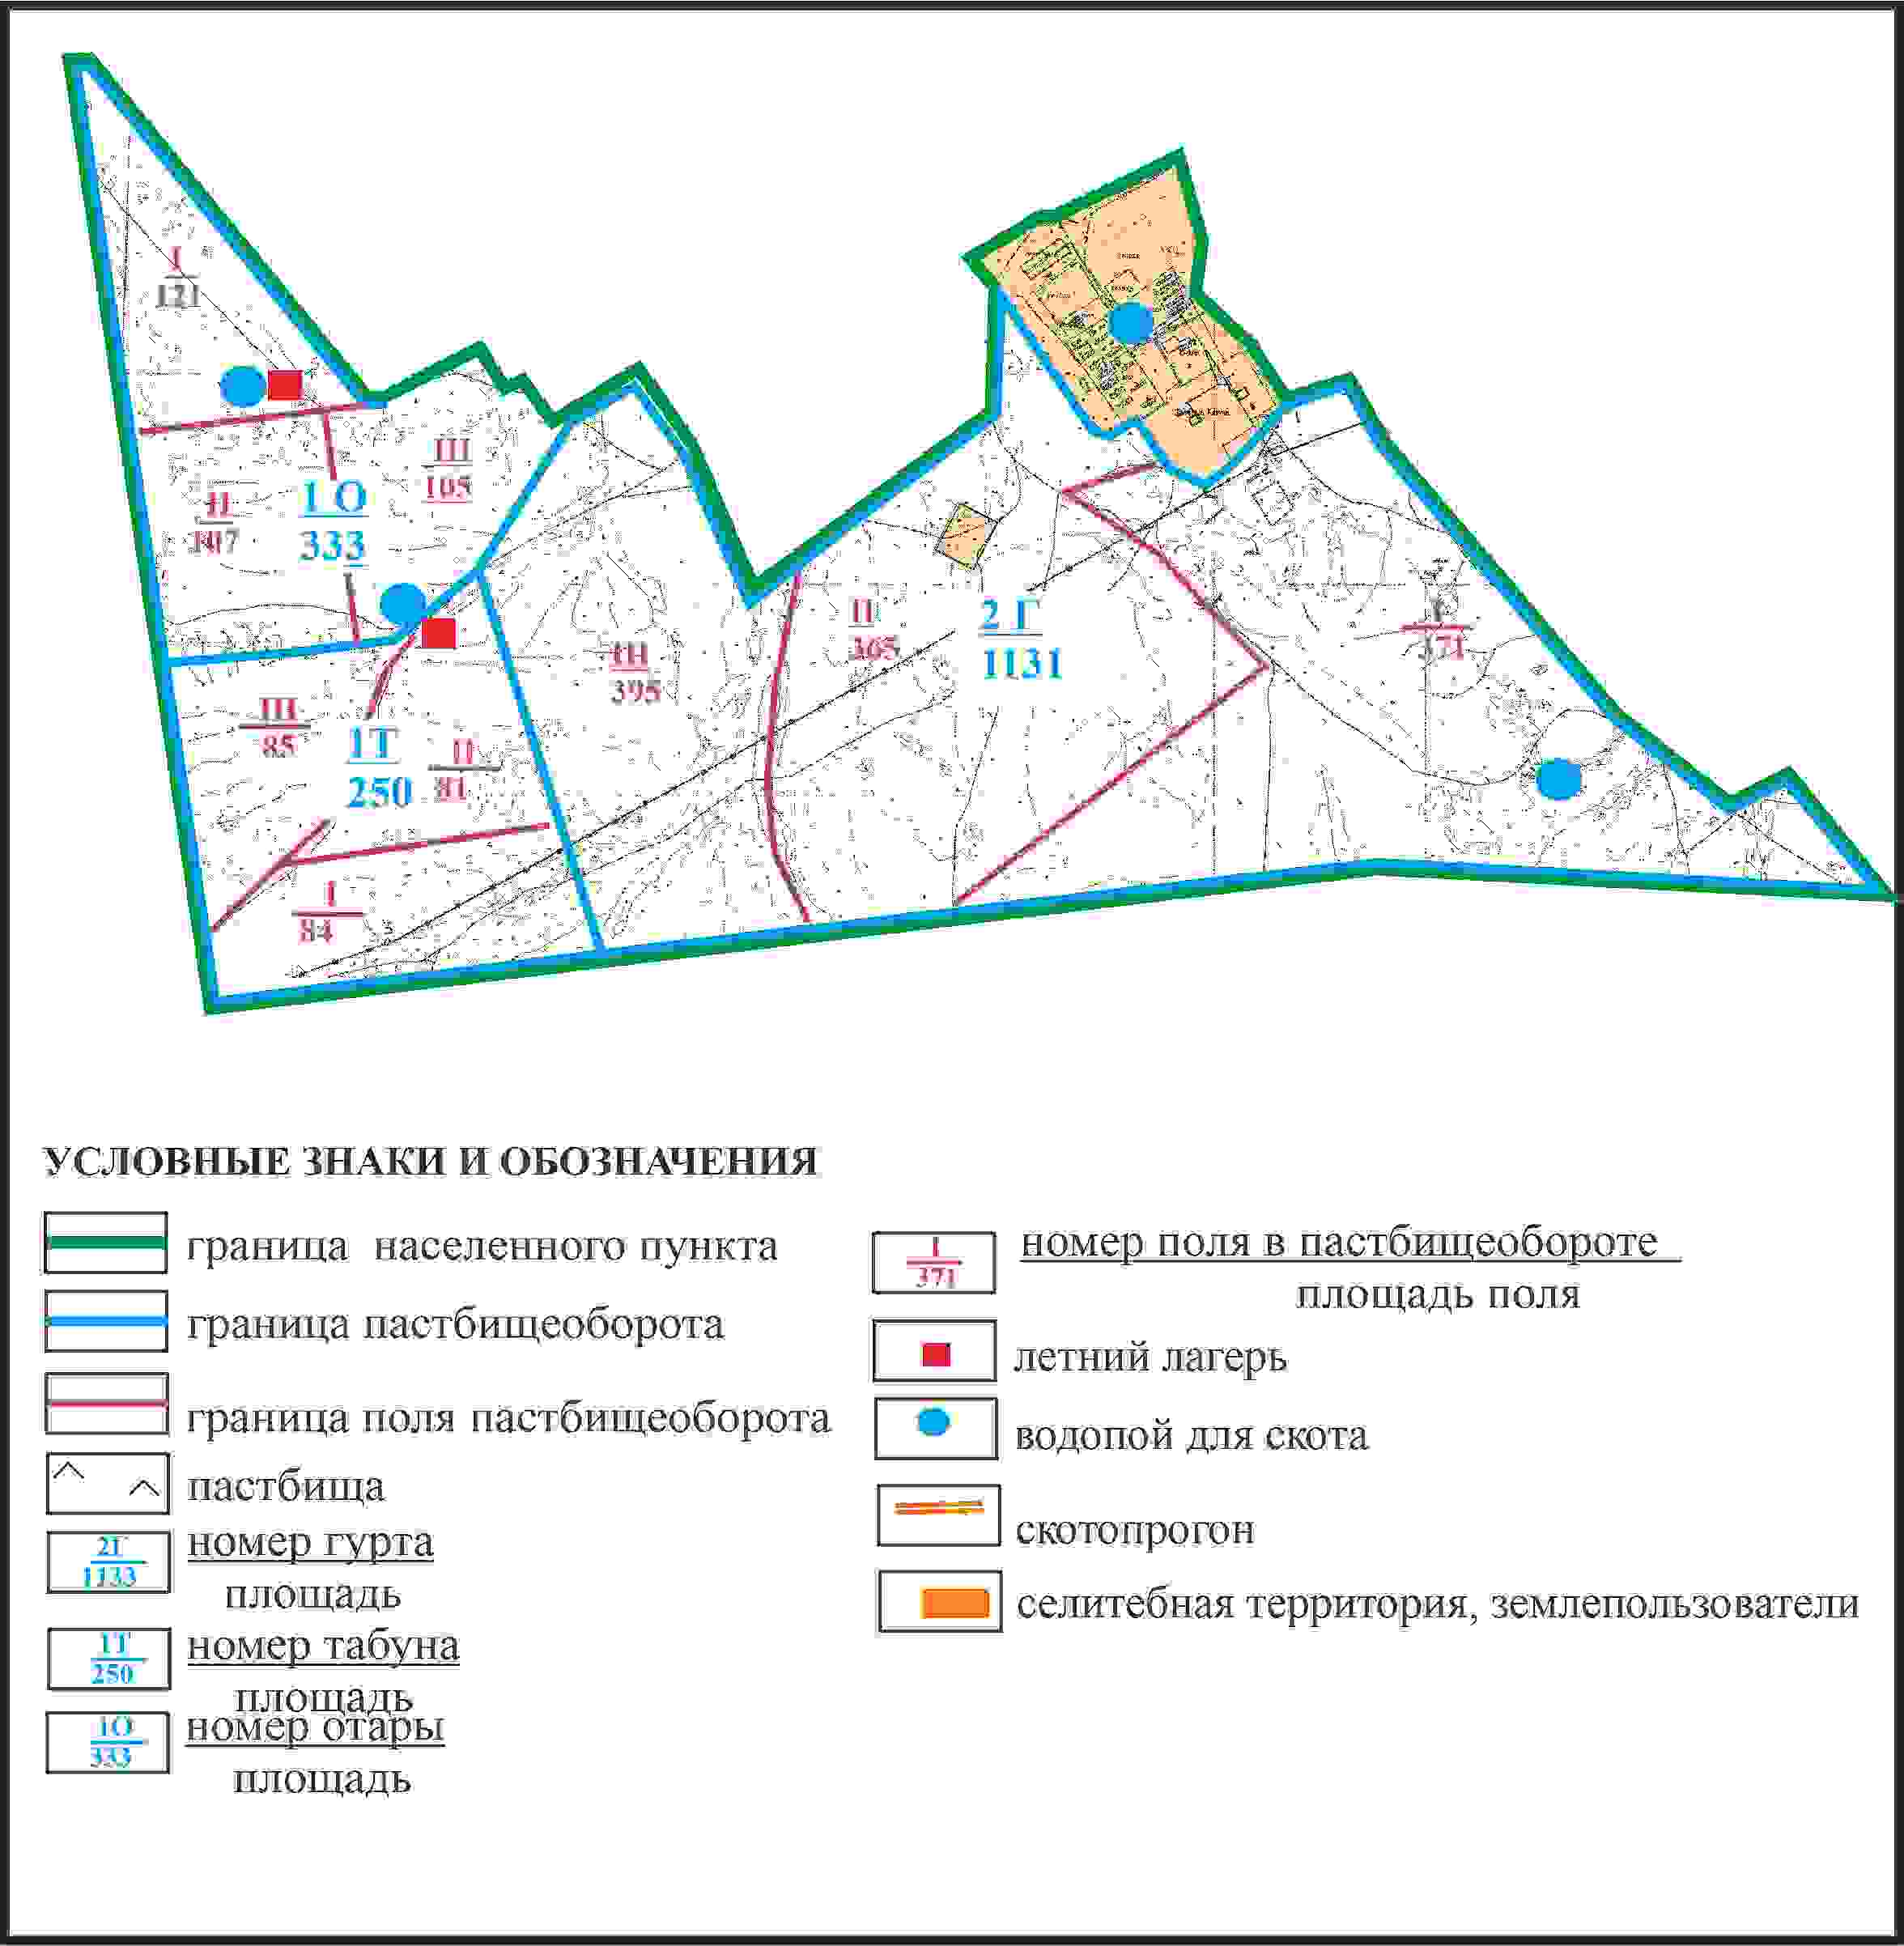 I
121
III
105
II
107
1 О
333
III
395
II
365
2 Г
1131
I
371
III
85
1Т
250
II
81
I
84
УСЛОВНЫЕ ЗНАКИ И ОБОЗНАЧЕНИЯ
граница населенного пункта
граница пастбищеоборота
граница поля пастбищеоборота
пастбища
2Г
1133
номер гурта
площадь
1Т
250
номер табуна
площадь
1О
333
номер отары
площадь
I
371
номер поля в пастбищеобороте
площадь поля
летний лагерь
водопой для скота
скотопрогон
селитебная территория, землепользователи